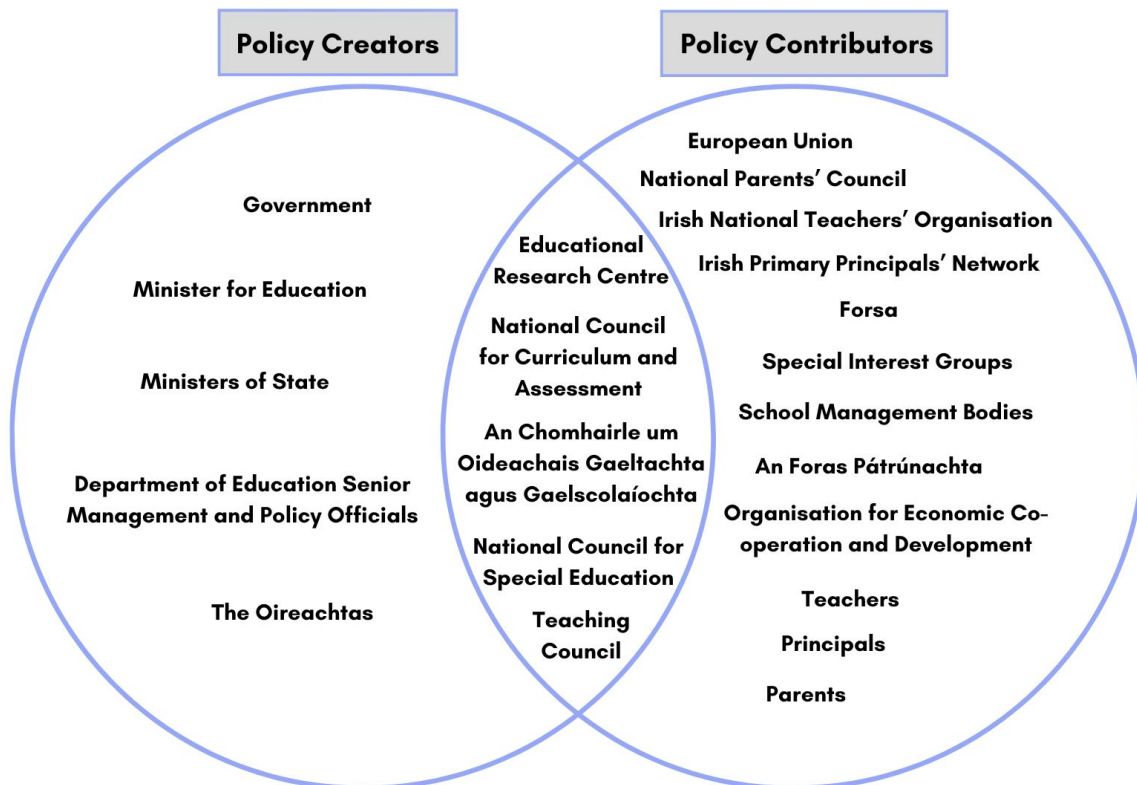 Policy Creators
Policy Contributors
Government
Minister for Education
Ministers of State
Department of Education Senior
Management and Policy Officials
The Oireachtas
Educational
Research Centre
National Council
for Curriculum and
Assessment
An Chomhairle um
Oideachais Gaeltachta
agus Gaelscolaíochta
National Council for
Special Education
Teaching
Council
European Union
National Parents’ Council
Irish National Teachers’ Organisation
Irish Primary Principals’ Network
Forsa
Special Interest Groups
School Management Bodies
An Foras Pátrúnachta
Organisation for Economic Co-
operation and Development
Teachers
Principals
Parents